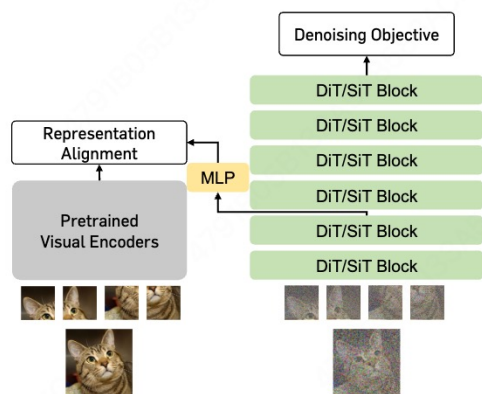 Denoising Objective
DiT/SiT Block
DiT/SiT Block
Representation
Alignment
DiT/SiT Block
MLP
DiT/SiT Block
Pretrained
Visual Encoders
DiT/SiT Block
DiT/SiT Block